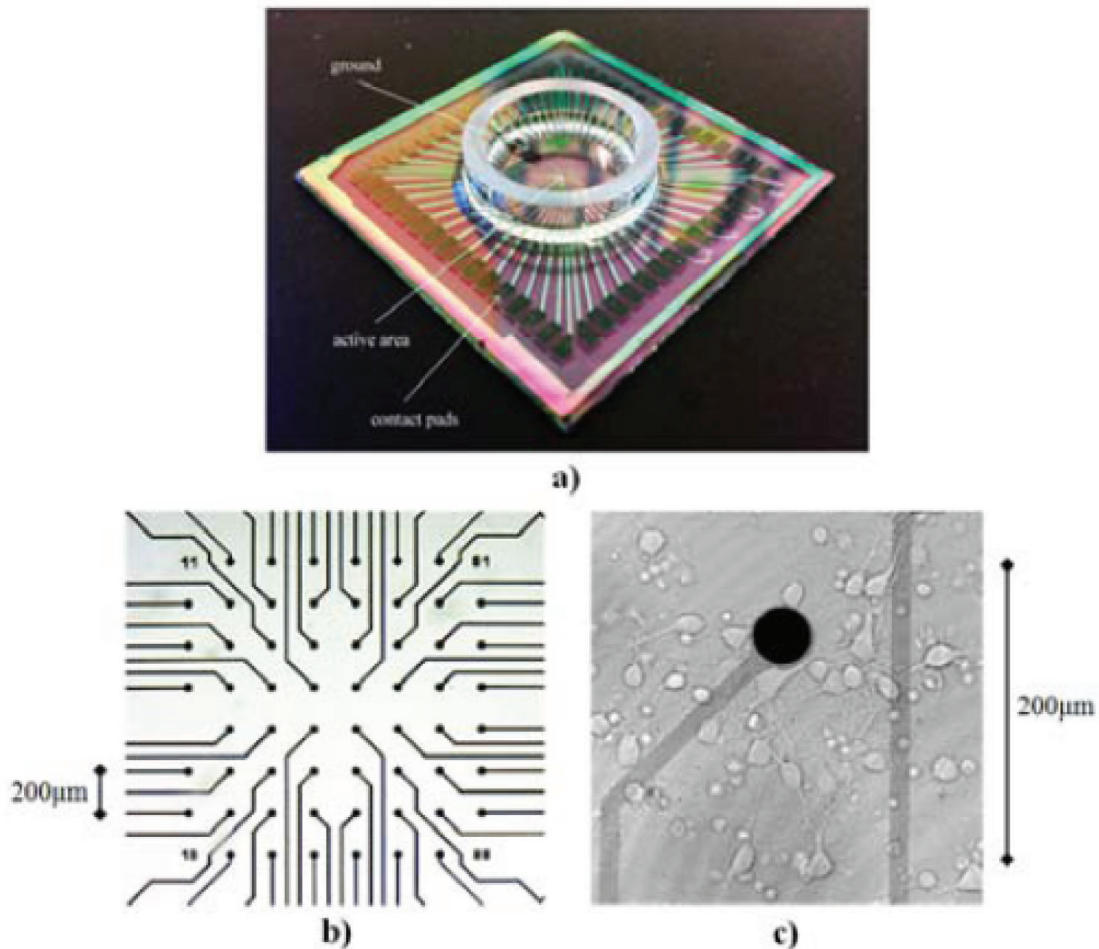 ground
active area
contact pads
a)
11
81
200μm
200μm
18
88
b)
c)